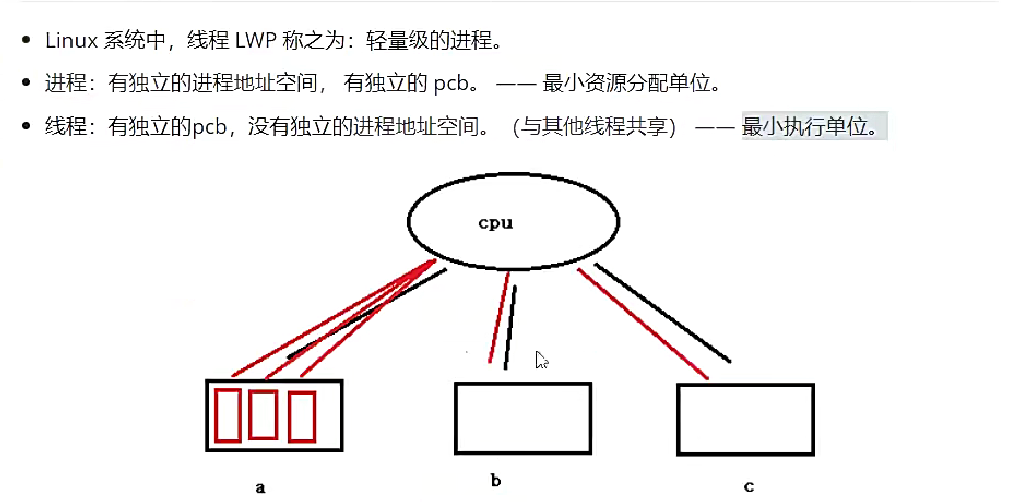 Linux 系统中，线程 LWP 称之为：轻量级的进程。
进程：有独立的进程地址空间， 有独立的 pcb。 —— 最小资源分配单位。
线程：有独立的pcb，没有独立的进程地址空间。（与其他线程共享） —— 最小执行单位。
cpu
a
b
c